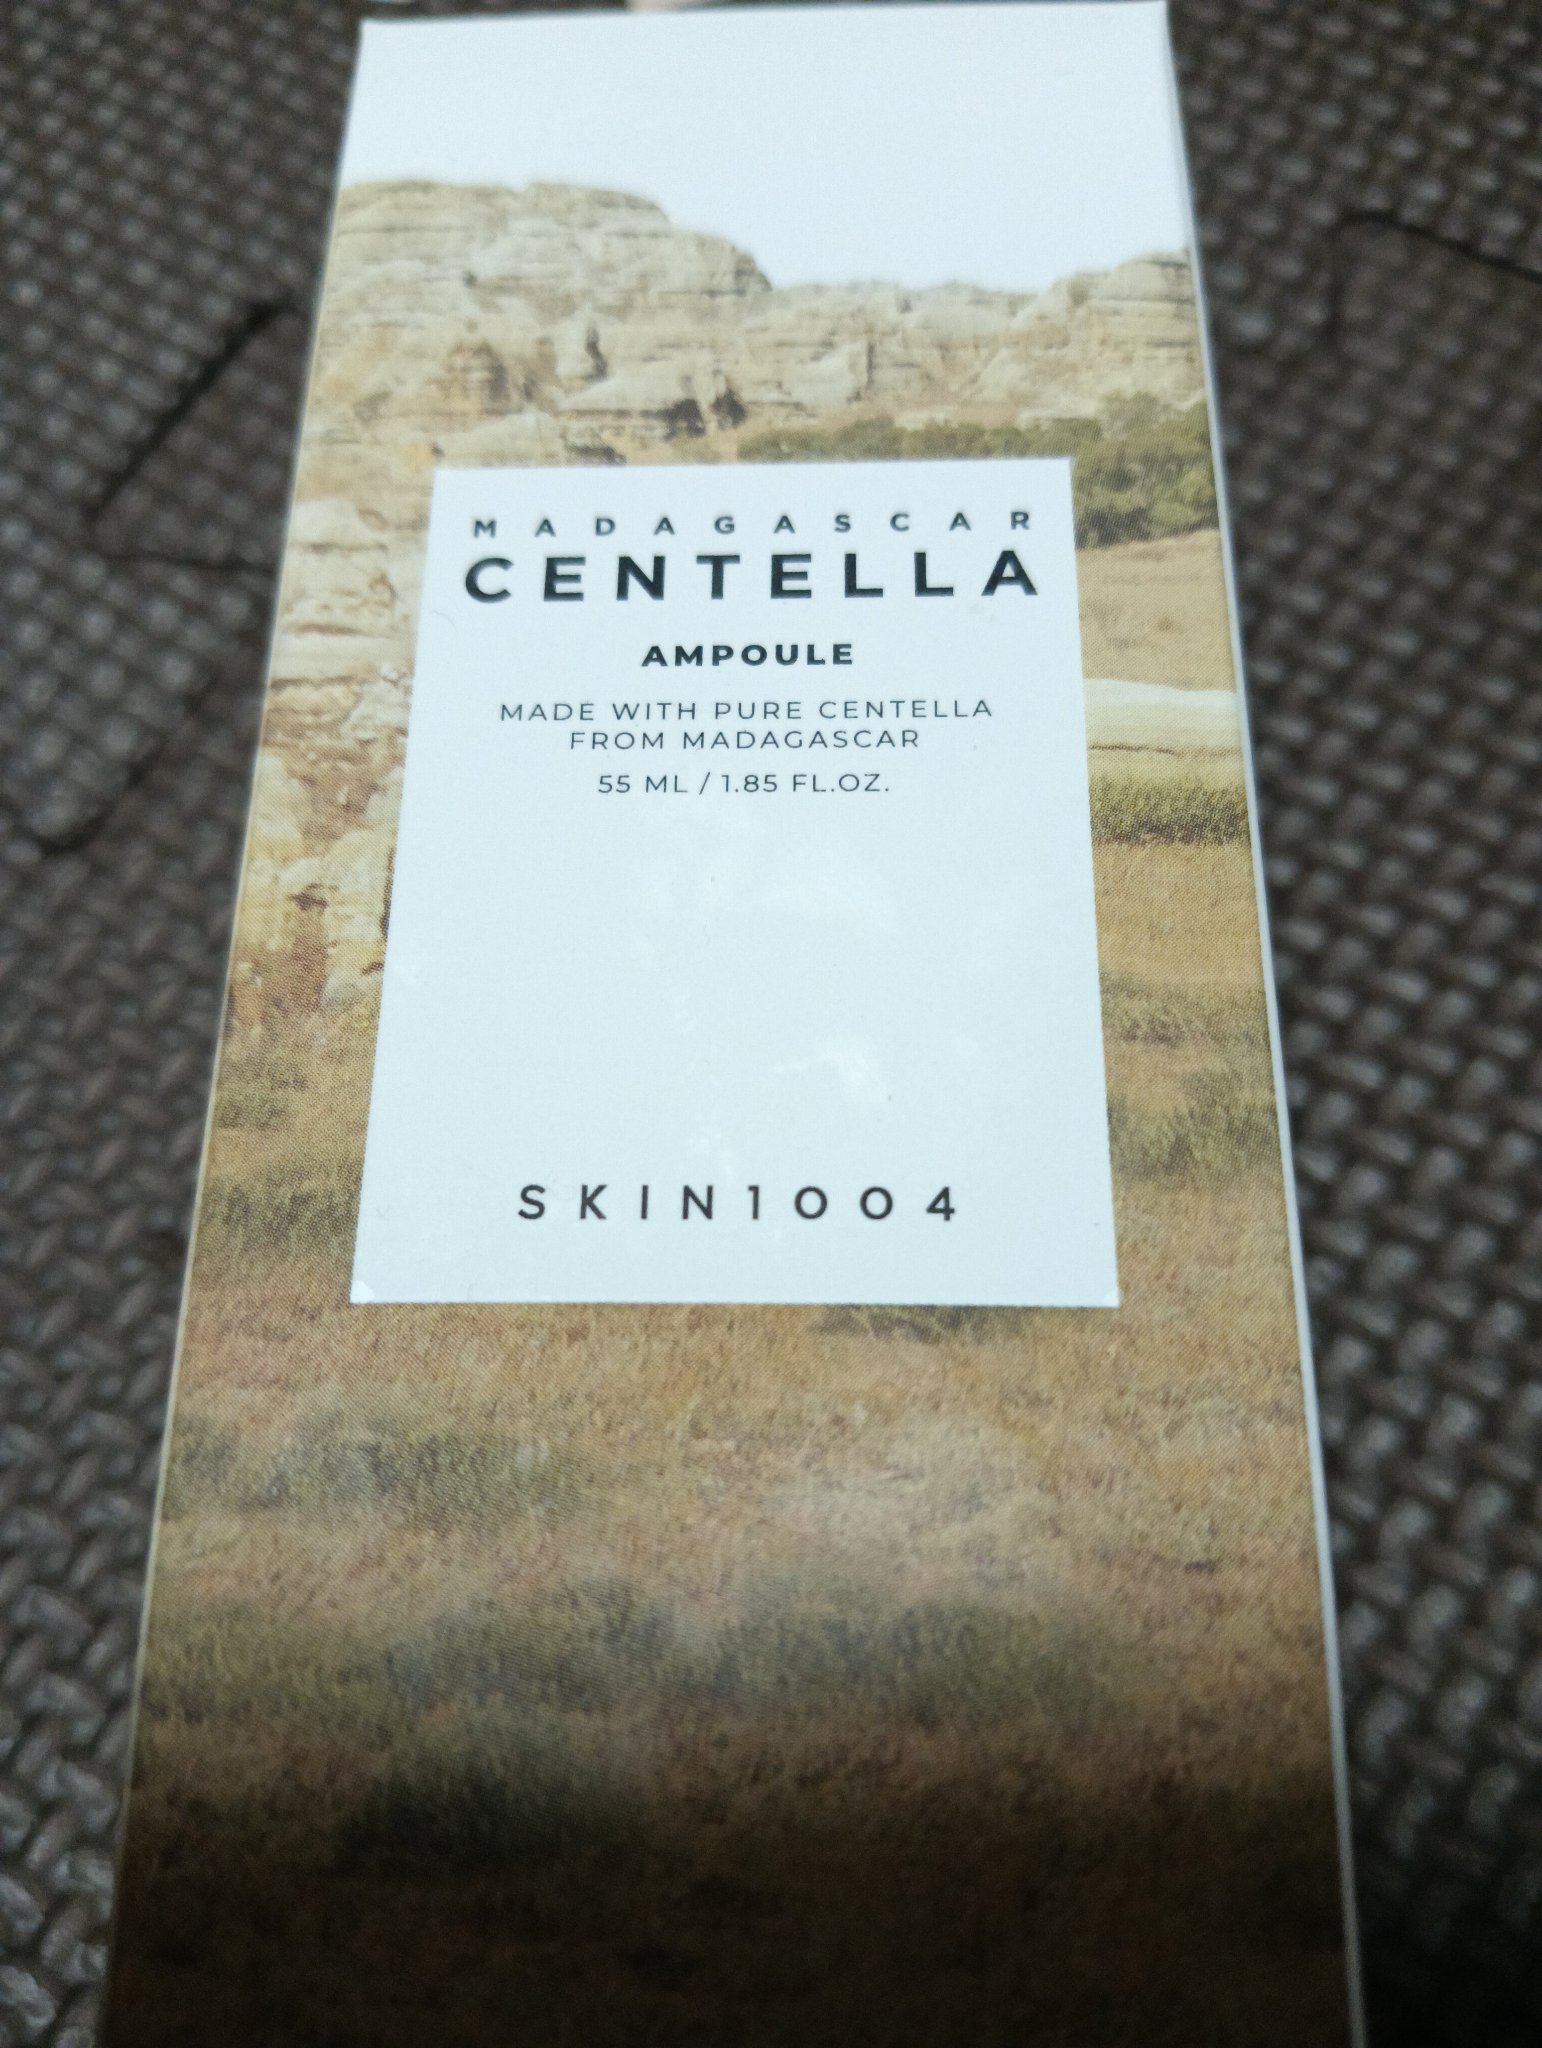 MADAGASCAR
CENTELLA
AMPOULE
MADE WITH PURE CENTELLA
FROM MADAGASCAR
55 ML / 1.85 FL.OZ.
SKIN1004